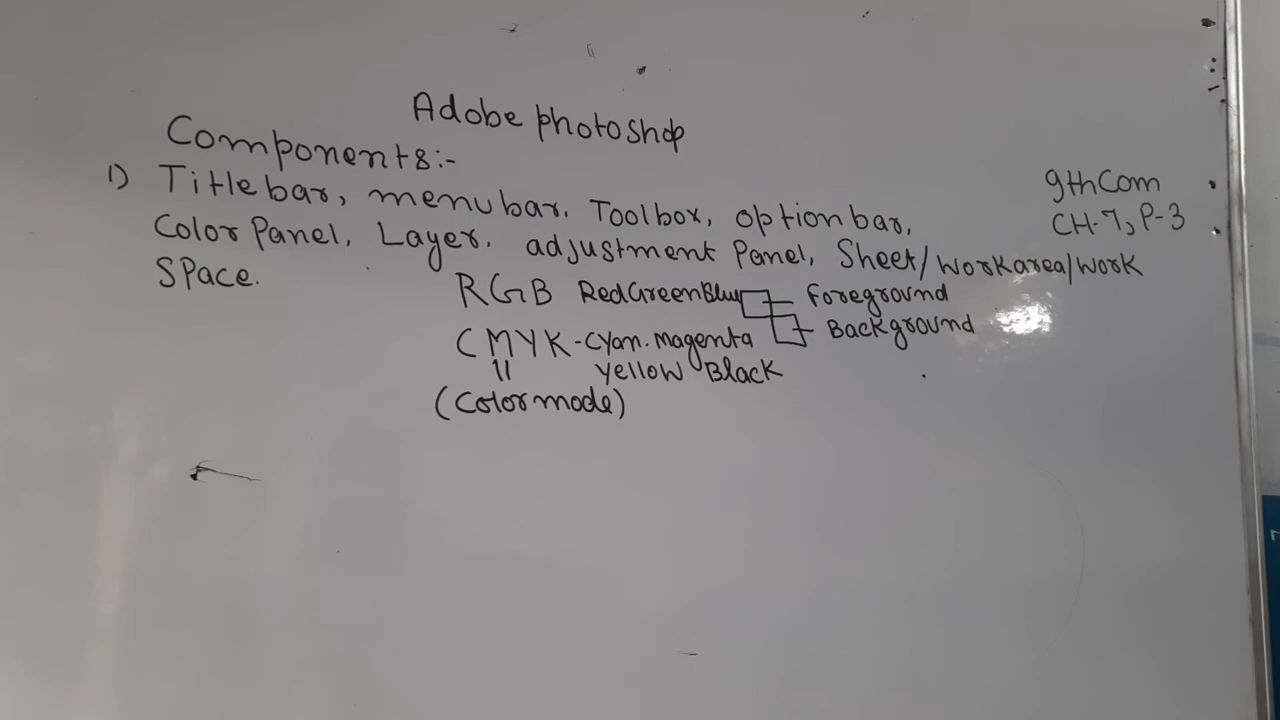 Adobe photoshop
Components:-
1) Titlebar, menubar. Toolbox, optionbar,
Color Panel. Layer. adjustment Panel, Sheet/workarea/work
Space.
9thCom
CH-7, P-3
RGB RedGreenBlue Foreground
Background
CMYK-Cyan.magenta
yellow Black
(Colormode)